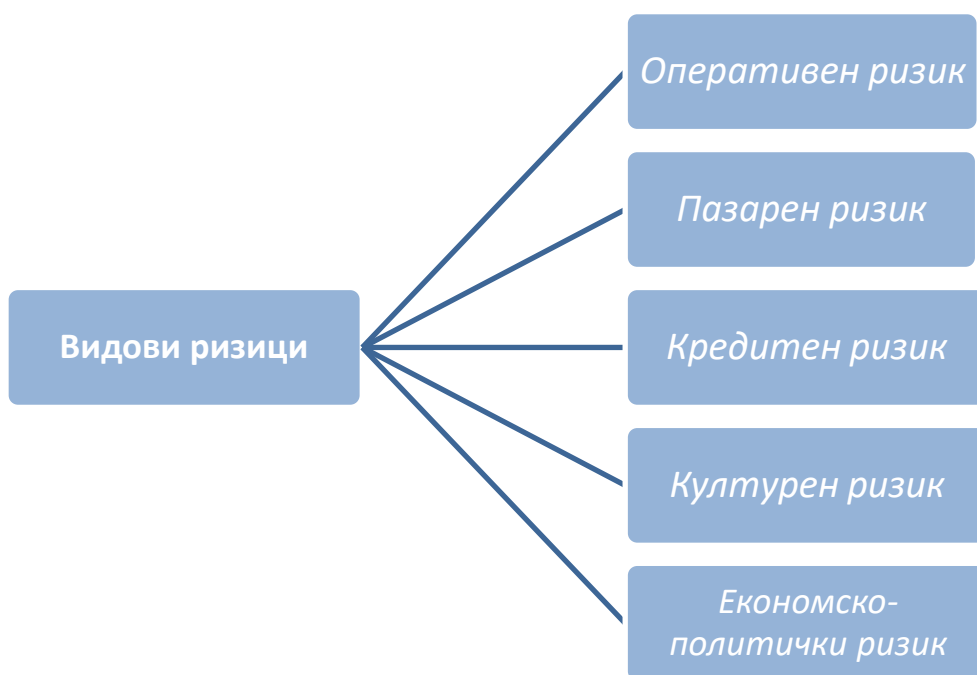 Оперативен ризик
Пазарен ризик
Видови ризици
Кредитен ризик
Културен ризик
Економско-
политички ризик